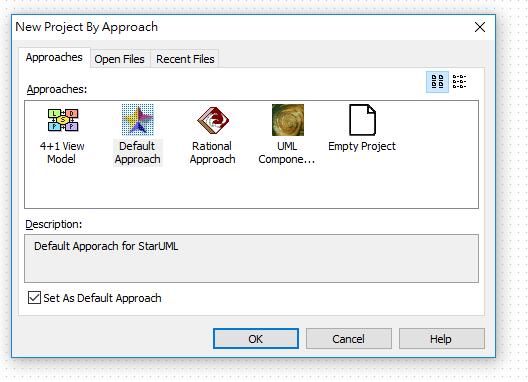 New Project By Approach
Approaches
Open Files
Recent Files
Approaches:
L D
S
P P
4+1 View
Model
Default
Approach
Rational
Approach
UML
Compone...
Empty Project
Description:
Default Apporach for StarUML
Set As Default Approach
OK
Cancel
Help